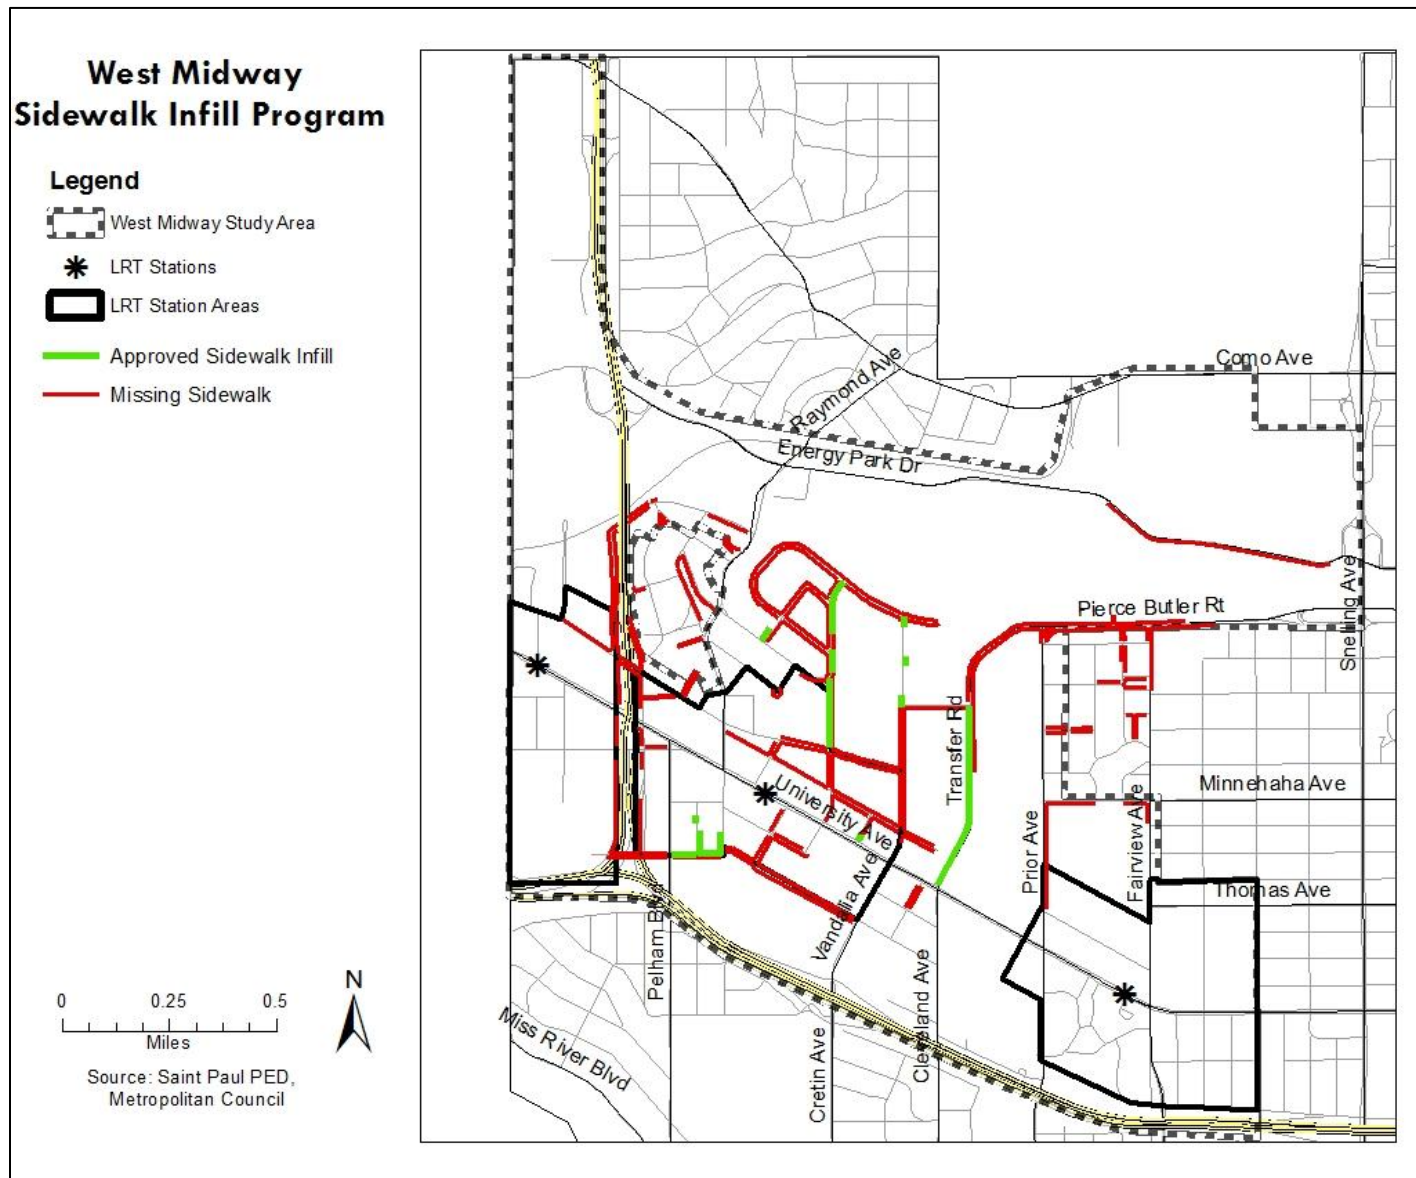 West Midway
Sidewalk Infill Program
Legend
West Midway Study Area
LRT Stations
LRT Station Areas
Approved Sidewalk Infill
Missing Sidewalk
0 0.25 0.5
Miles
N
Source: Saint Paul PED,
Metropolitan Council
Como Ave
Raymond Ave
Energy Park Dr
Pierce Butler Rt
Snelling Ave
Transfer Rd
Minnehaha Ave
University Ave
Prior Ave
Fairview Ave
Thomas Ave
Vandalia Ave
Pelham Blvd
Cleveland Ave
Miss River Blvd
Cretin Ave